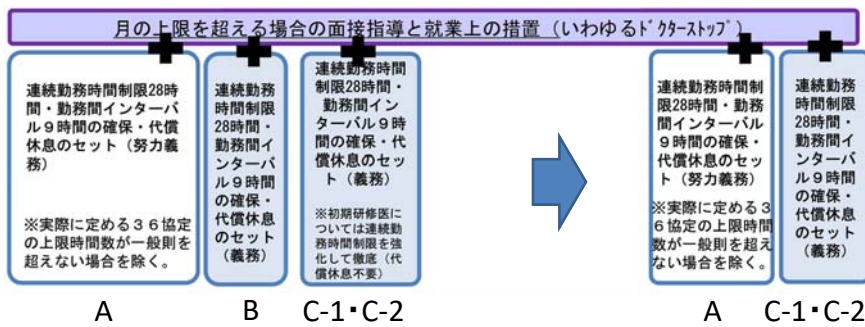 月の上限を超える場合の面接指導と就業上の措置（いわゆるﾄﾞｸﾀｰｽﾄｯﾌﾟ）
連続勤務時間制限28時
間・勤務間インターバ
ル９時間の確保・代償
休息のセット（努力義
務）
※実際に定める３６協定
の上限時間数が一般則を
超えない場合を除く。
連続勤務
時間制限
28時間・
勤務間イ
ンターバ
ル９時間
の確保・代
償休息
のセット
（義務）
連続勤務時間
制限28時間・
勤務間イン
ターバル９時
間の確保・代
償休息のセッ
ト（義務）
※初期研修医に
ついては連続勤
務時間制限を強
化して徹底（代
償休息不要）
連続勤務時間制
限28時間・勤務
間インターバル
９時間の確保・
代償休息のセッ
ト（努力義務）
※実際に定める３
６協定の上限時間
数が一般則を超え
ない場合を除く。
連続勤務
時間制限
28時間・
勤務間イ
ンターバ
ル９時間
の確保・代
償休息
のセット
（義務）
A
B
C-1・C-2
A
C-1・C-2